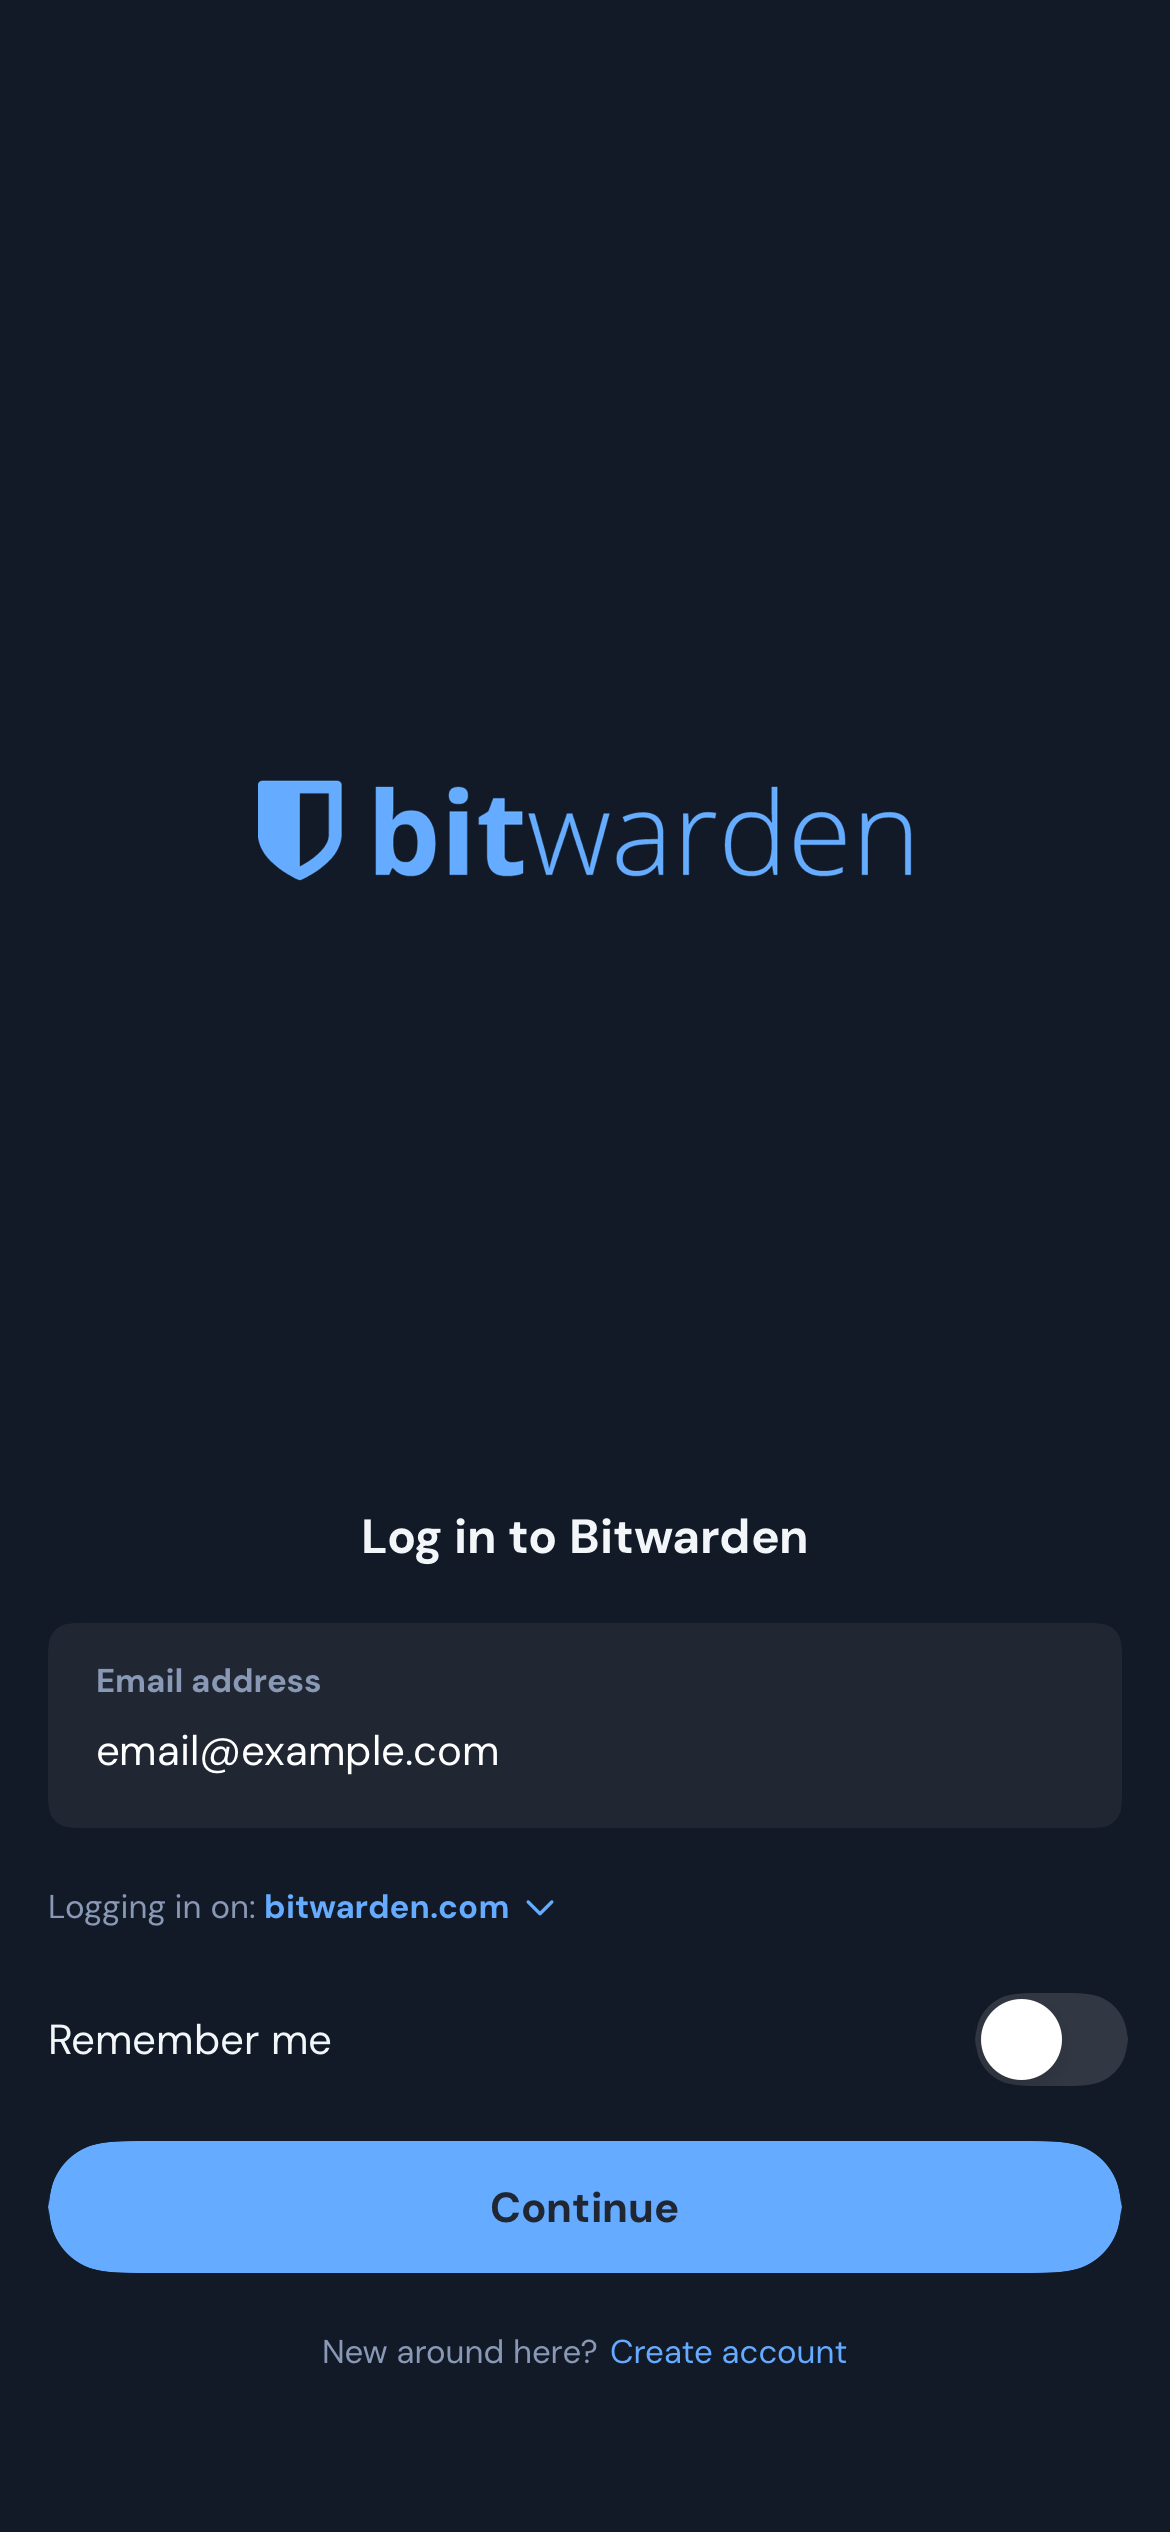 bitwarden
Log in to Bitwarden
Email address
email@example.com
Logging in on: bitwarden.com
Remember me
Continue
New around here? Create account